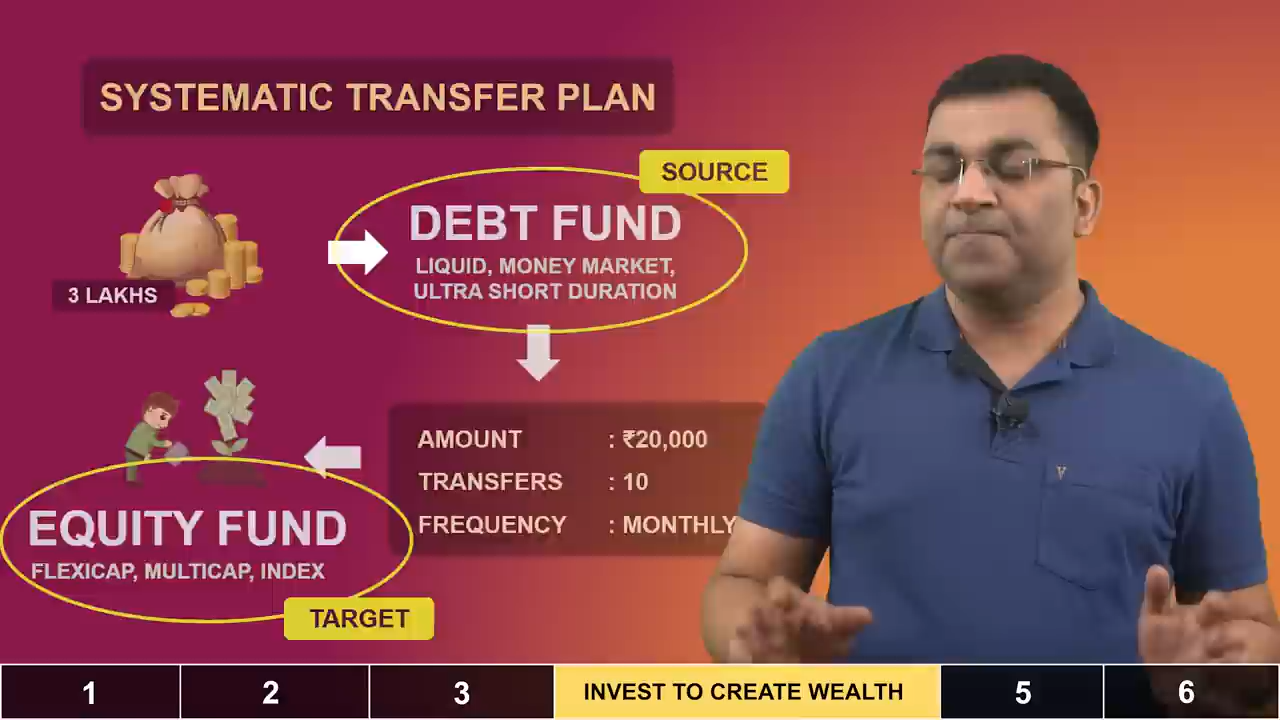 SYSTEMATIC TRANSFER PLAN
SOURCE
DEBT FUND
LIQUID, MONEY MARKET,
ULTRA SHORT DURATION
3 LAKHS
AMOUNT : ₹20,000
TRANSFERS : 10
FREQUENCY : MONTHLY
EQUITY FUND
FLEXICAP, MULTICAP, INDEX
TARGET
V
1 2 3 INVEST TO CREATE WEALTH 5 6